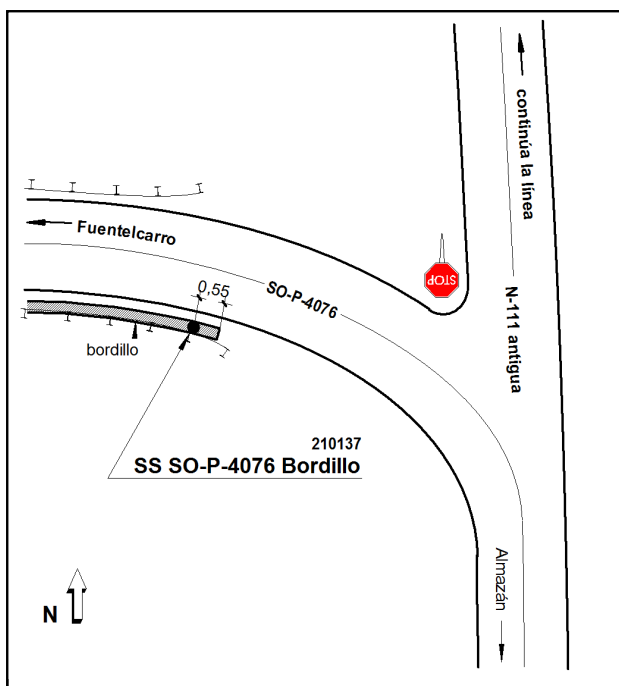 continúa la línea
Fuentelcarro
STOP
0,55
SO-P-4076
N-111 antigua
bordillo
210137
SS SO-P-4076 Bordillo
Almazán
N